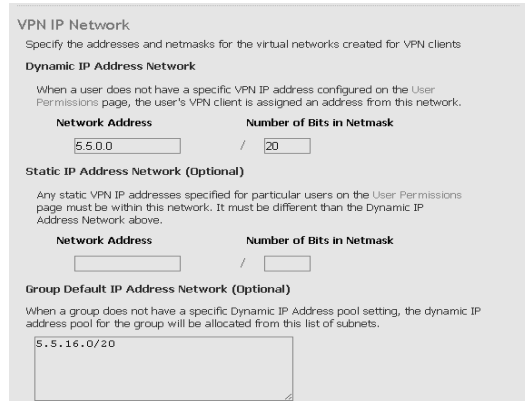 VPN IP Network
Specify the addresses and netmasks for the virtual networks created for VPN clients
Dynamic IP Address Network
When a user does not have a specific VPN IP address configured on the User
Permissions page, the user's VPN client is assigned an address from this network.
Network Address Number of Bits in Netmask
5.5.0.0 / 20
Static IP Address Network (Optional)
Any static VPN IP addresses specified for particular users on the User Permissions
page must be within this network. It must be different than the Dynamic IP
Address Network above.
Network Address Number of Bits in Netmask
/
Group Default IP Address Network (Optional)
When a group does not have a specific Dynamic IP Address pool setting, the dynamic IP
address pool for the group will be allocated from this list of subnets.
5.5.16.0/20